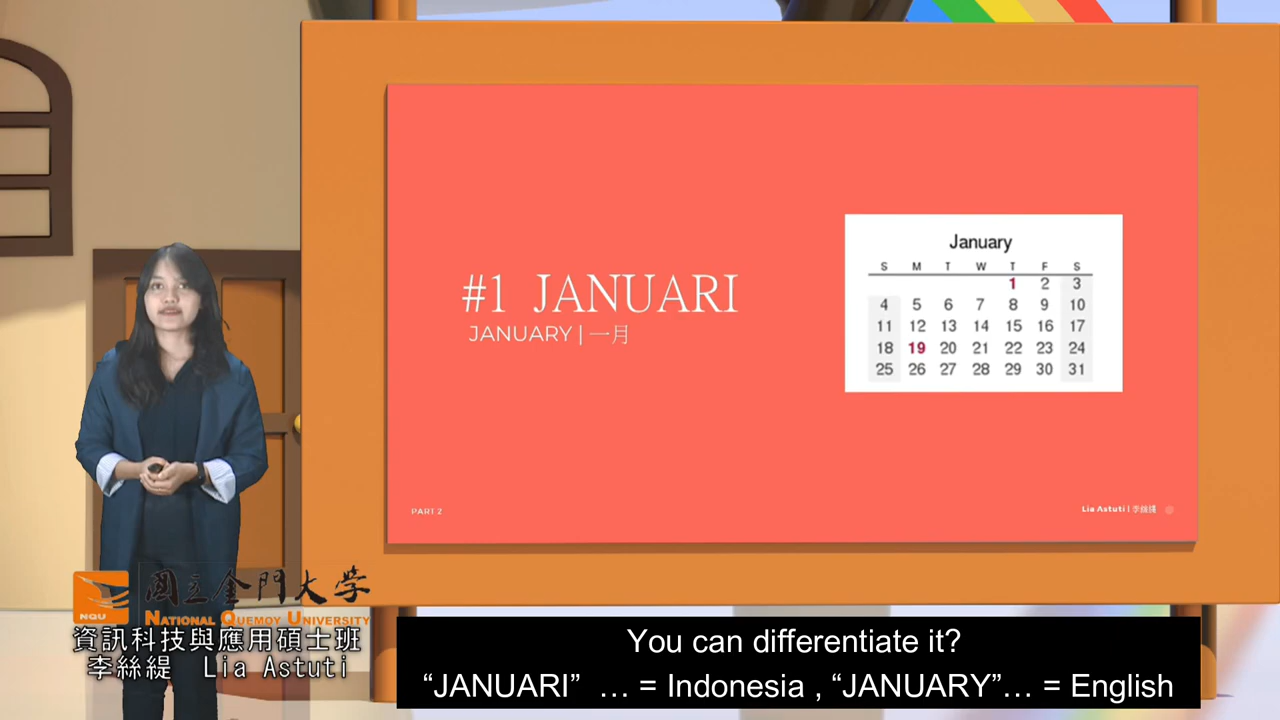 #1 JANUARI
JANUARY | 一月
January
S M T W T F S
1 2 3
4 5 6 7 8 9 10
11 12 13 14 15 16 17
18 19 20 21 22 23 24
25 26 27 28 29 30 31
PART 2
Lia Astuti | 李絲緹
NQU
國立金門大學
NATIONAL QUEMOY UNIVERSITY
資訊科技與應用碩士班
李絲緹 Lia Astuti
You can differentiate it?
“JANUARI” … = Indonesia , “JANUARY”… = English